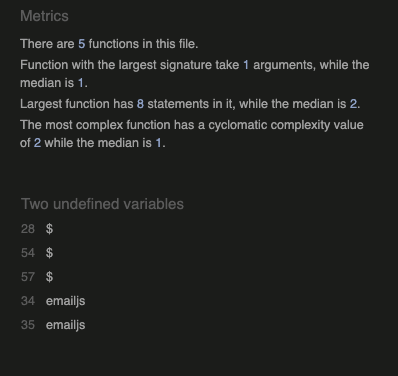 Metrics
There are 5 functions in this file.
Function with the largest signature take 1 arguments, while the
median is 1.
Largest function has 8 statements in it, while the median is 2.
The most complex function has a cyclomatic complexity value
of 2 while the median is 1.
Two undefined variables
28 $
54 $
57 $
34 emailjs
35 emailjs